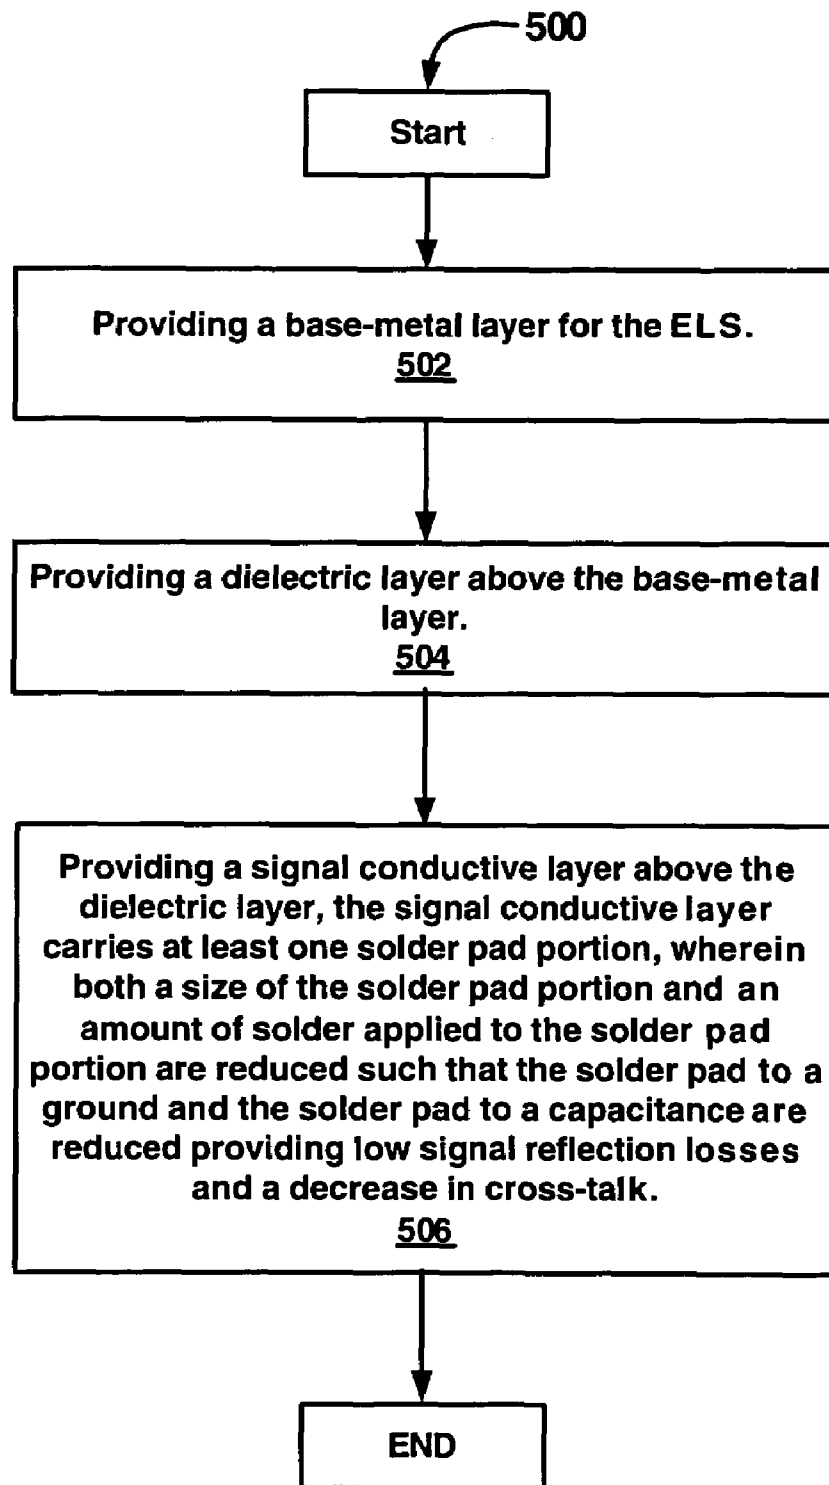 500
Start
Providing a base-metal layer for the ELS.
502
Providing a dielectric layer above the base-metal
layer.
504
Providing a signal conductive layer above the
dielectric layer, the signal conductive layer
carries at least one solder pad portion, wherein
both a size of the solder pad portion and an
amount of solder applied to the solder pad
portion are reduced such that the solder pad to a
ground and the solder pad to a capacitance are
reduced providing low signal reflection losses
and a decrease in cross-talk.
506
END